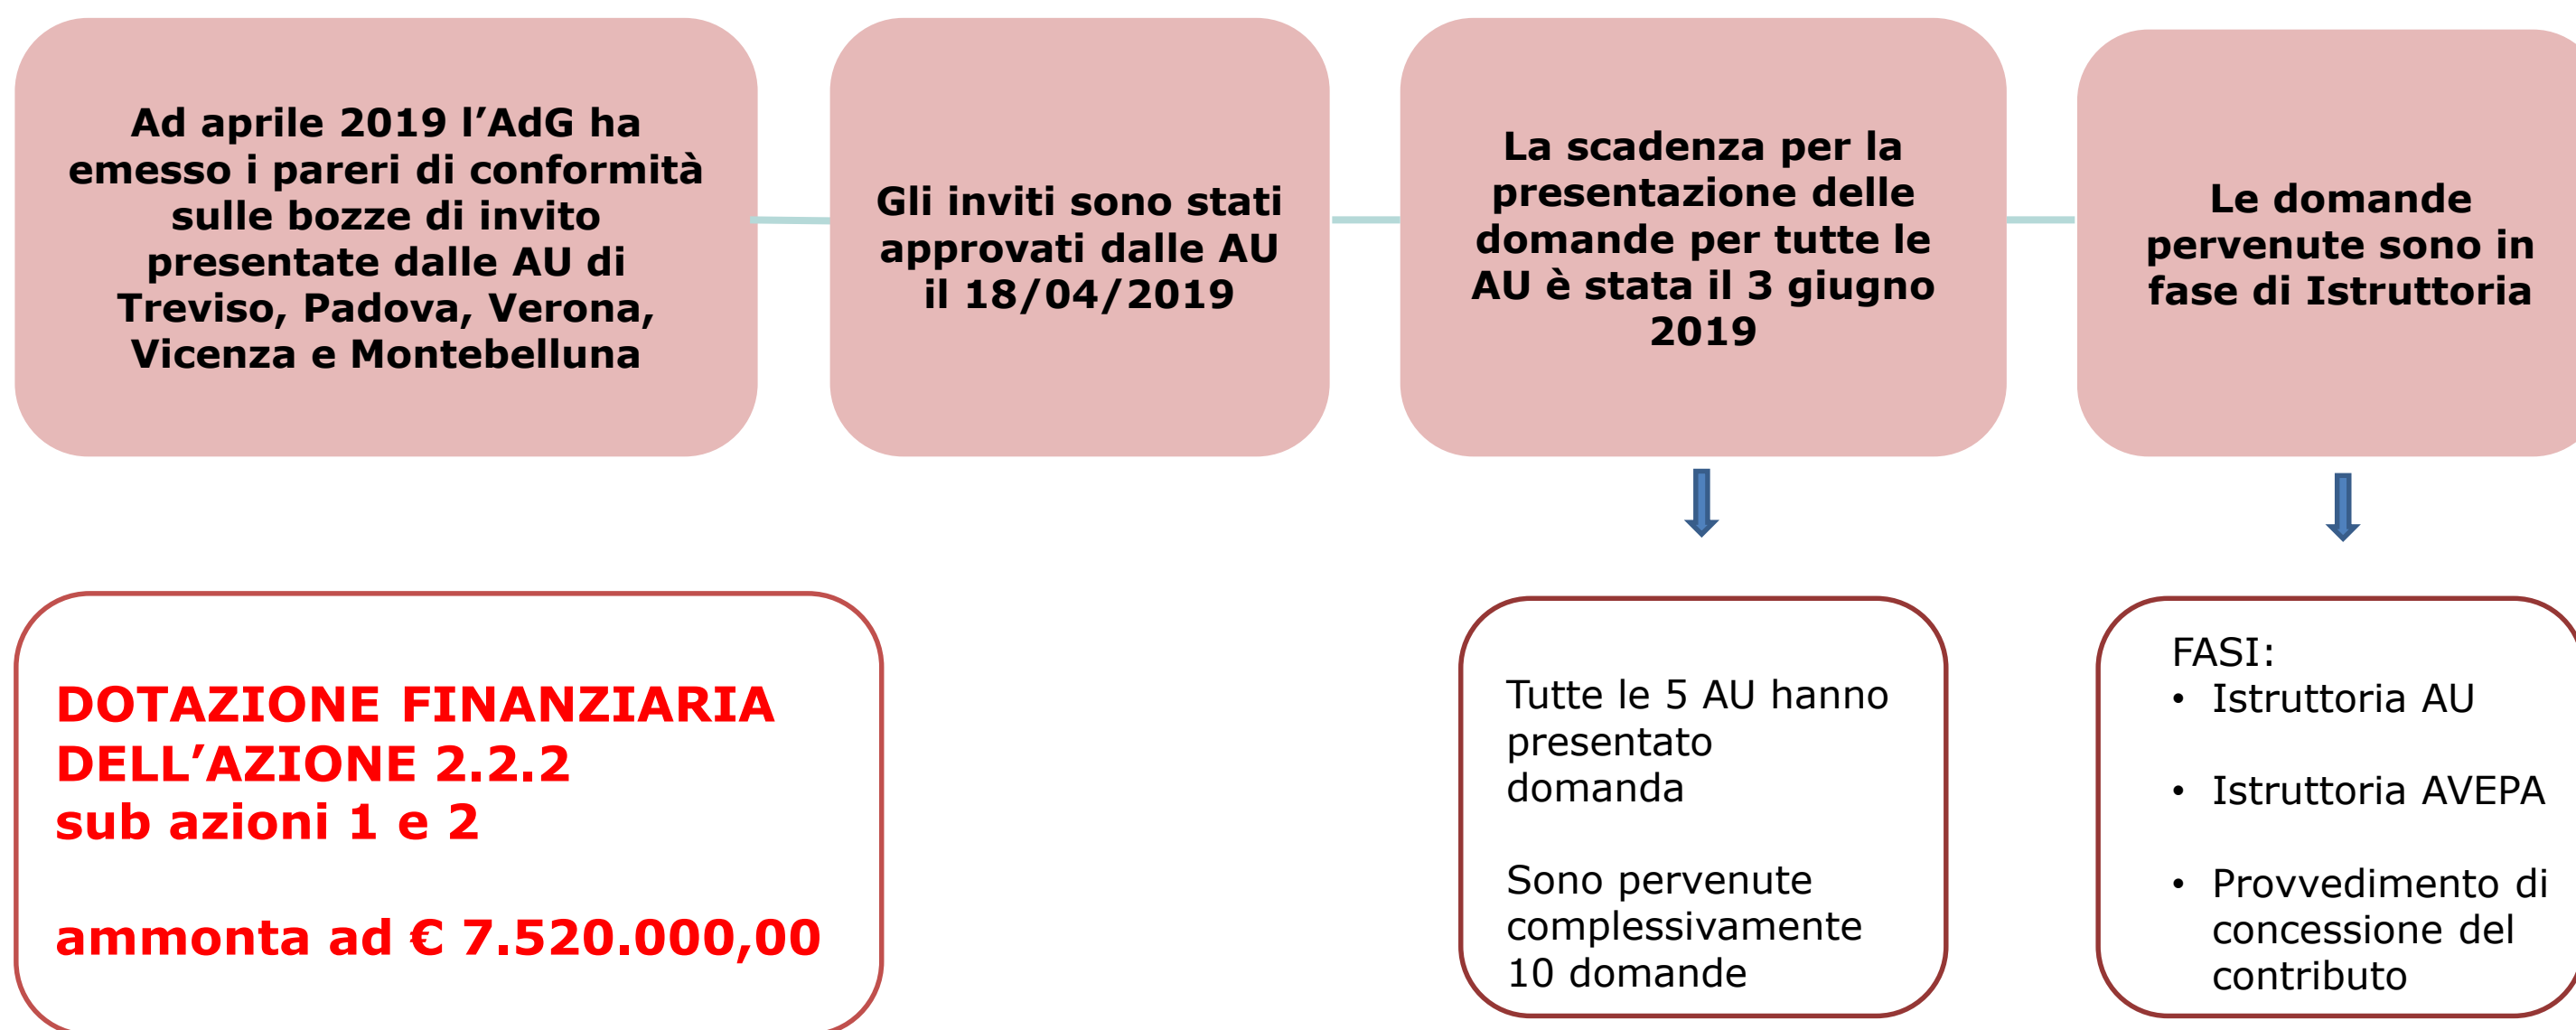 Ad aprile 2019 l’AdG ha
emesso i pareri di conformità
sulle bozze di invito
presentate dalle AU di
Treviso, Padova, Verona,
Vicenza e Montebelluna
Gli inviti sono stati
approvati dalle AU
il 18/04/2019
La scadenza per la
presentazione delle
domande per tutte le
AU è stata il 3 giugno
2019
Le domande
pervenute sono in
fase di Istruttoria
DOTAZIONE FINANZIARIA
DELL’AZIONE 2.2.2
sub azioni 1 e 2
ammonta ad € 7.520.000,00
Tutte le 5 AU hanno
presentato
domanda
Sono pervenute
complessivamente
10 domande
FASI:
• Istruttoria AU
• Istruttoria AVEPA
• Provvedimento di
concessione del
contributo